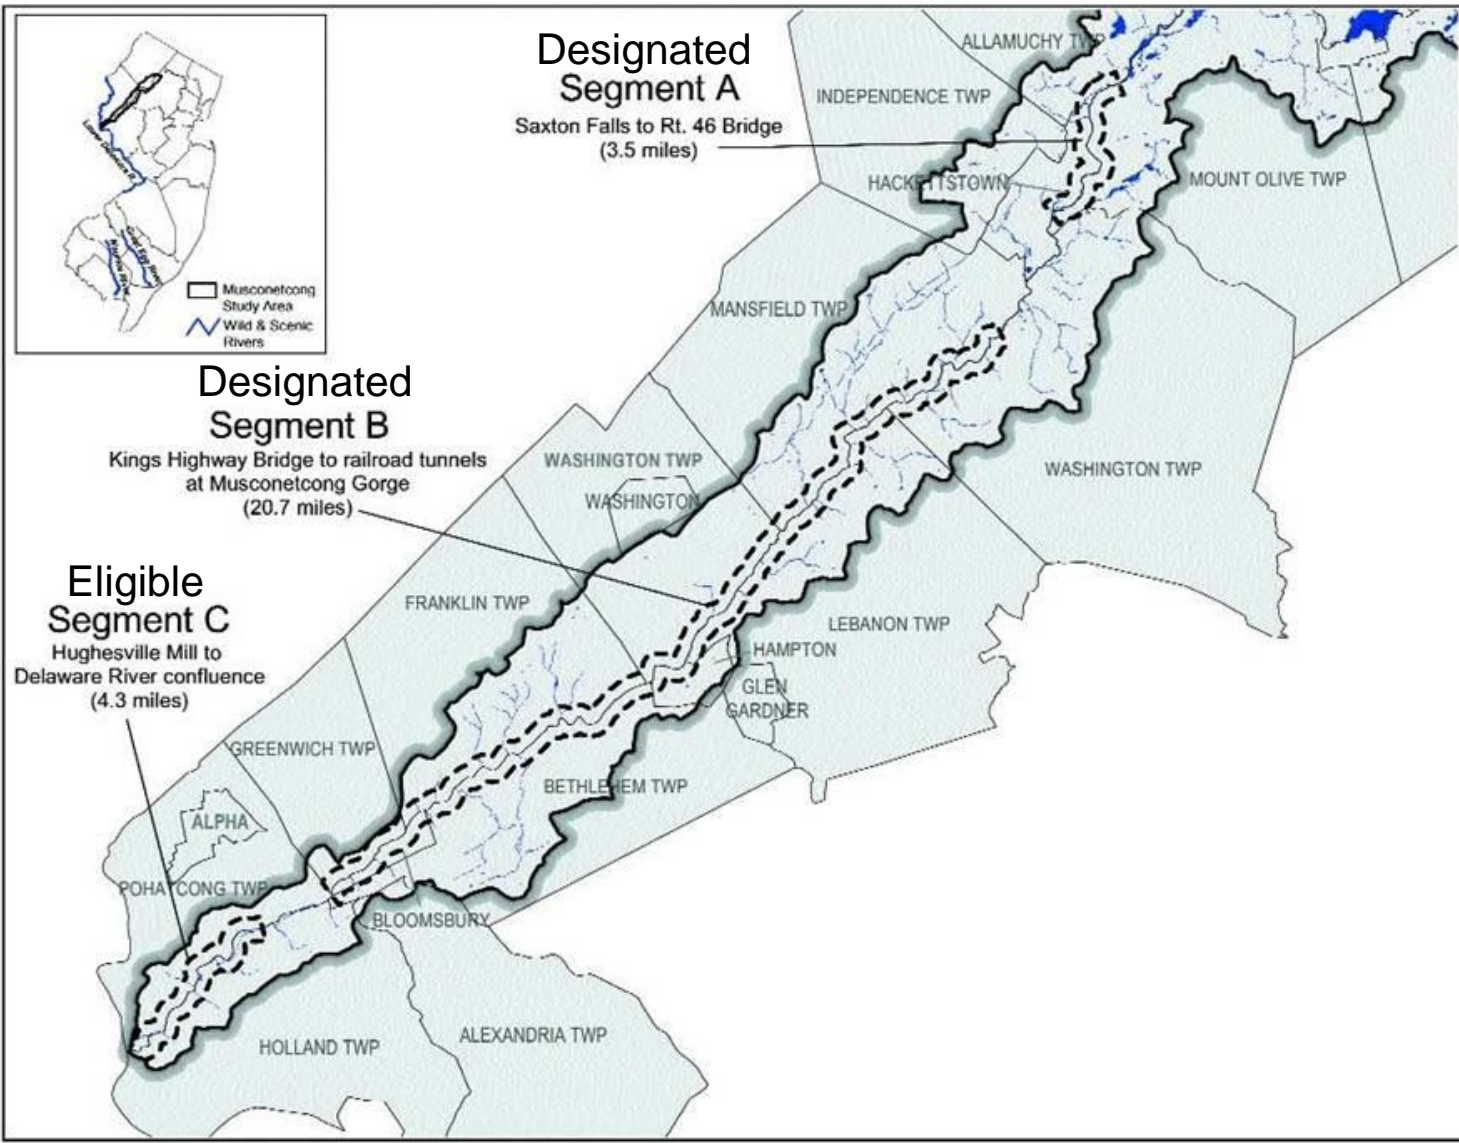 Designated
Segment A
Saxton Falls to Rt. 46 Bridge
(3.5 miles)
ALLAMUCHY TWP
INDEPENDENCE TWP
HACKETTSTOWN
MOUNT OLIVE TWP
Musconetcong
Study Area
Wild & Scenic
Rivers
MANSFIELD TWP
Designated
Segment B
Kings Highway Bridge to railroad tunnels
at Musconetcong Gorge
(20.7 miles)
WASHINGTON TWP
WASHINGTON
WASHINGTON TWP
Eligible
Segment C
Hughesville Mill to
Delaware River confluence
(4.3 miles)
FRANKLIN TWP
LEBANON TWP
HAMPTON
GLEN
GARDNER
GREENWICH TWP
BETHLEHEM TWP
ALPHA
POHATCONG TWP
BLOOMSBURY
HOLLAND TWP
ALEXANDRIA TWP